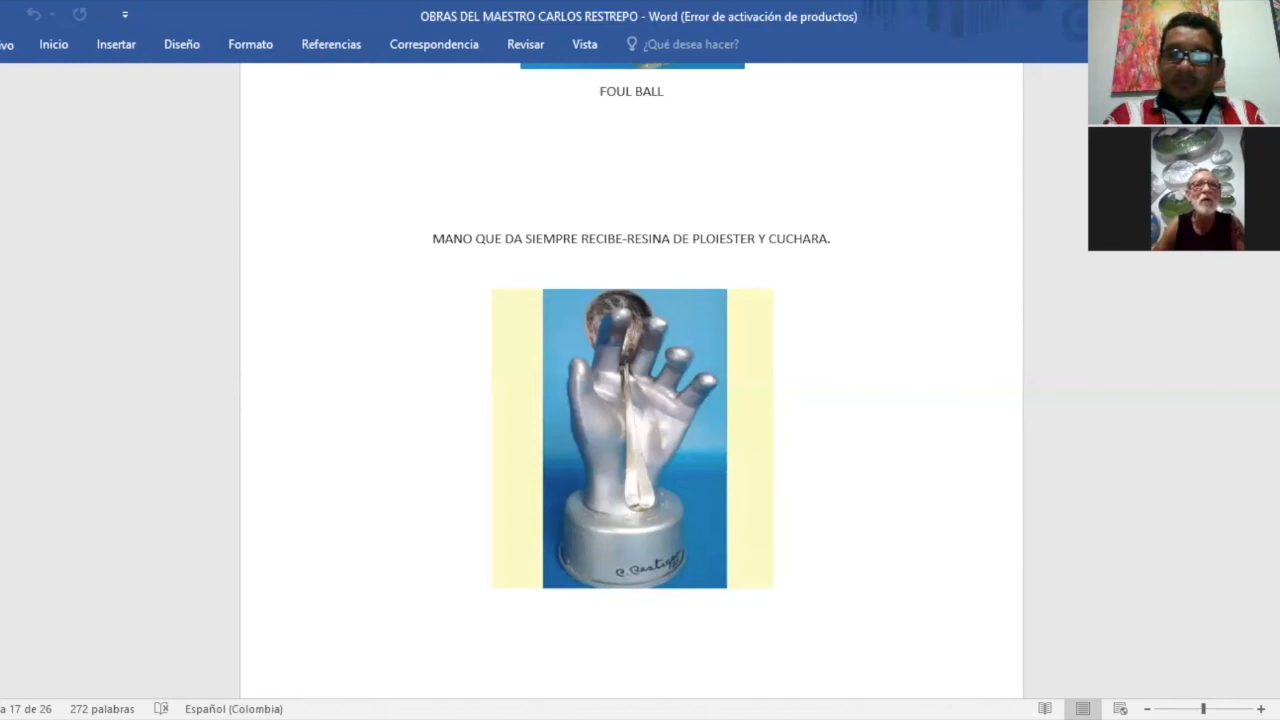 OBRAS DEL MAESTRO CARLOS RESTREPO - Word (Error de activación de productos)
vo Inicio Insertar Diseño Formato Referencias Correspondencia Revisar Vista ¿Qué desea hacer?
FOUL BALL
MANO QUE DA SIEMPRE RECIBE-RESINA DE PLOIESTER Y CUCHARA.
C. Restrepo
a 17 de 26 272 palabras Español (Colombia)